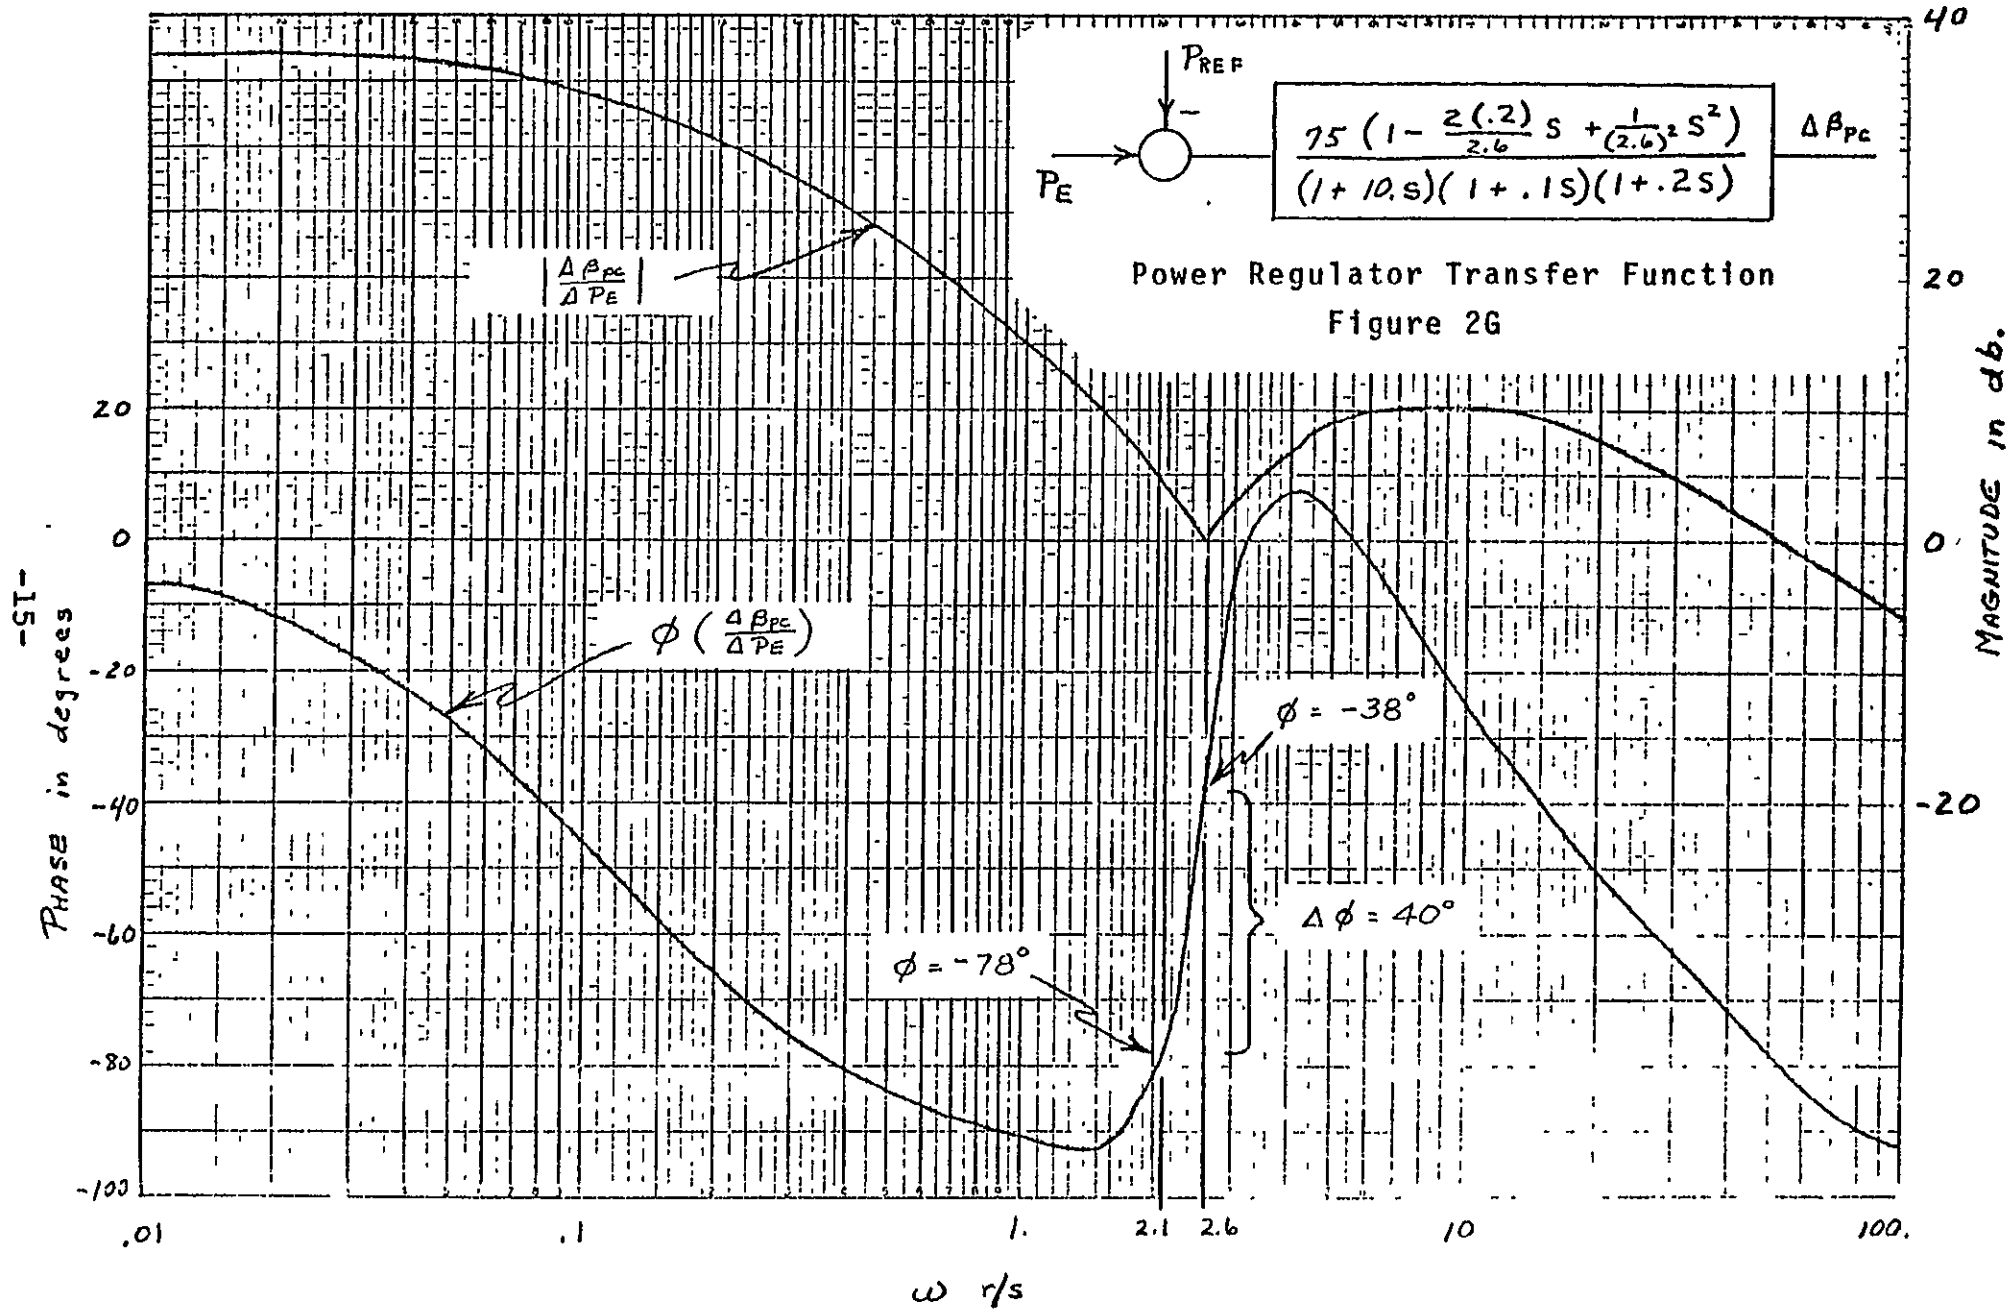 40
P_REF
−
P_E
75 (1 - 2(.2)/2.6 S + 1/(2.6)² S²)
(1 + 10.S)( 1 + .1S)(1+.2S)
Δβ_PC
Power Regulator Transfer Function
Figure 2G
|Δβ_PC / ΔP_E|
20
MAGNITUDE in db.
20
0
0
φ (Δβ_PC / ΔP_E)
-15-
PHASE in degrees
-20
φ = -38°
-40
-20
Δφ = 40°
-60
φ = -78°
-80
-100
.01 .1 1. 2.1 2.6 10 100.
ω r/s